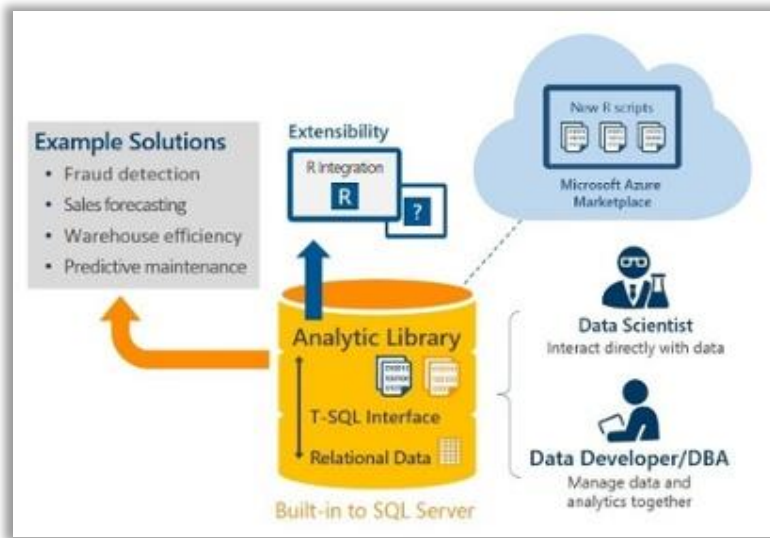 Example Solutions
• Fraud detection
• Sales forecasting
• Warehouse efficiency
• Predictive maintenance
Extensibility
R integration
R
?
New R scripts
Microsoft Azure
Marketplace
Analytic Library
T-SQL Interface
Relational Data
Built-in to SQL Server
Data Scientist
Interact directly with data
Data Developer/DBA
Manage data and
analytics together